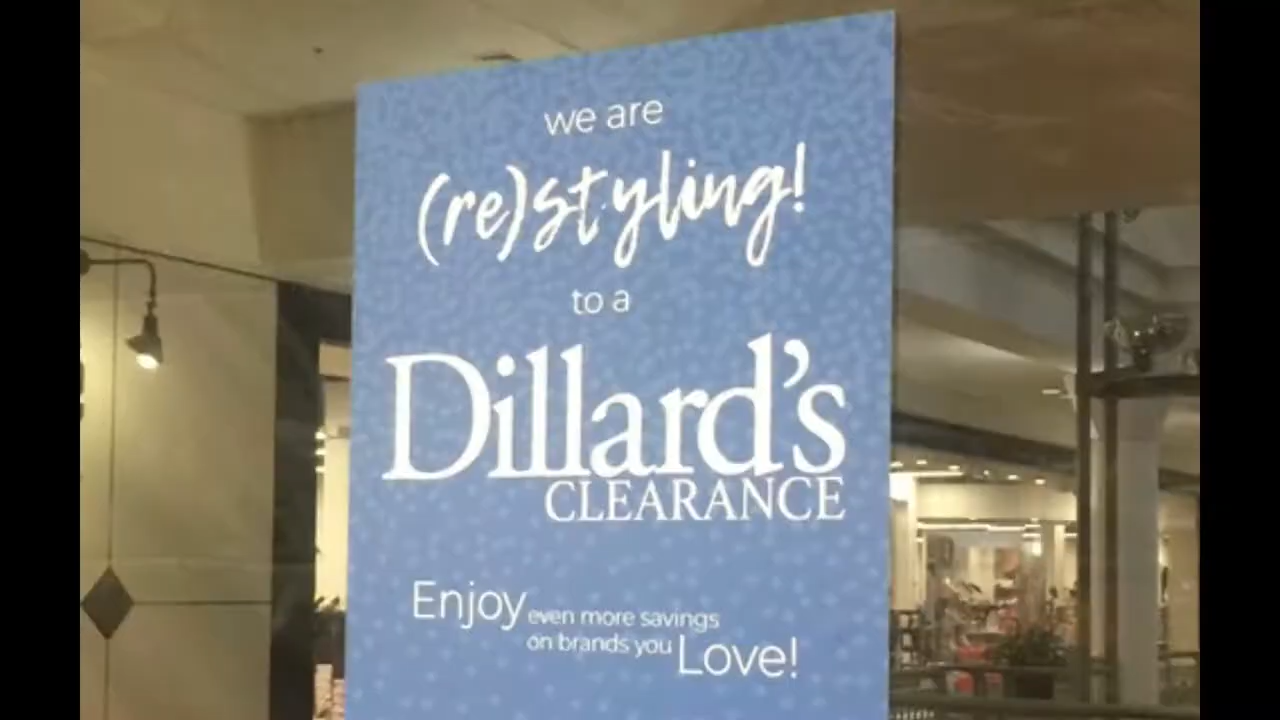 we are
(re)styling!
to a
Dillard's
CLEARANCE
Enjoy even more savings
on brands you Love!